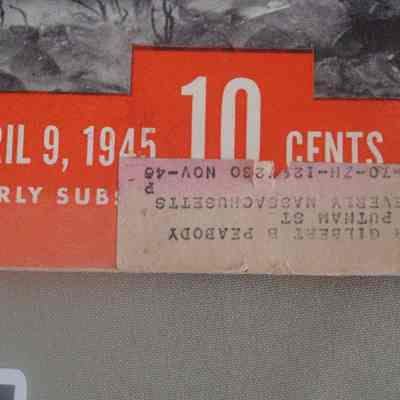 RIL 9, 1945 10 CENTS
RLY SUBS
GILBERT B PEABODY
PUTNAM ST
EVERLY MASSACHUSETTS
NOV-46